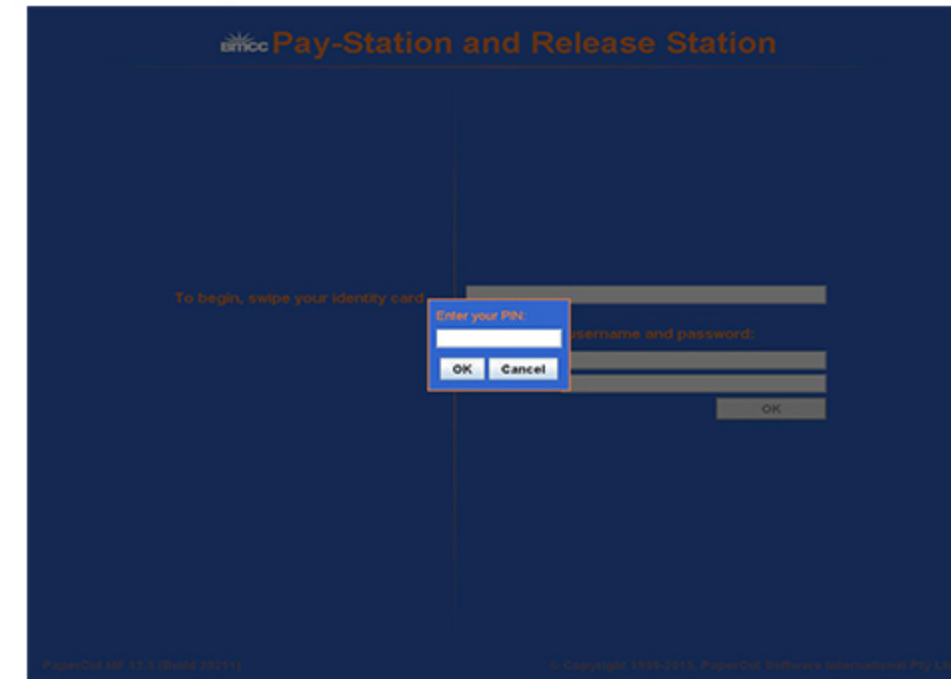 BMCC Pay-Station and Release Station
To begin, swipe your identity card
Enter your PIN:
username and password:
OK Cancel
OK
© Copyright 1999-2015, PaperCut Software International Pty Ltd